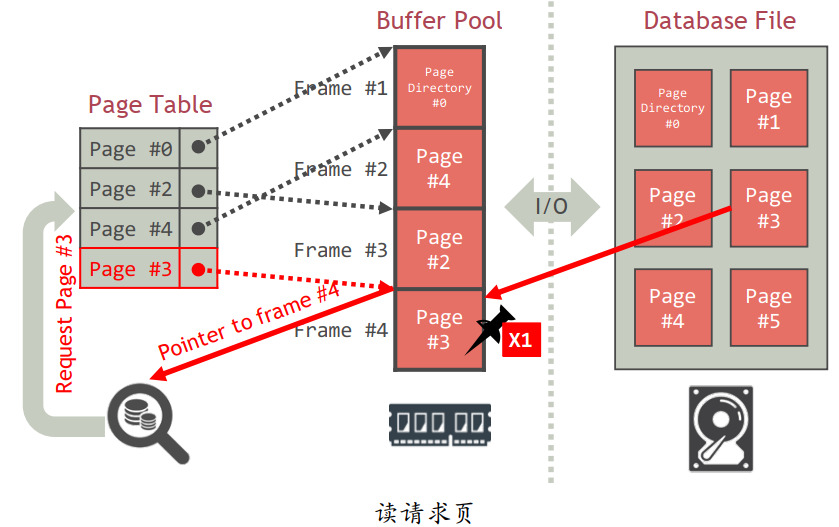 Buffer Pool
Database File
Page Table
Page #0
Page #2
Page #4
Page #3
Request Page #3
Frame #1
Frame #2
Frame #3
Frame #4
Pointer to frame #4
Page
Directory
#0
Page
#4
Page
#2
Page
#3
X1
I/O
Page
Directory
#0
Page
#1
Page
#2
Page
#3
Page
#4
Page
#5
读请求页